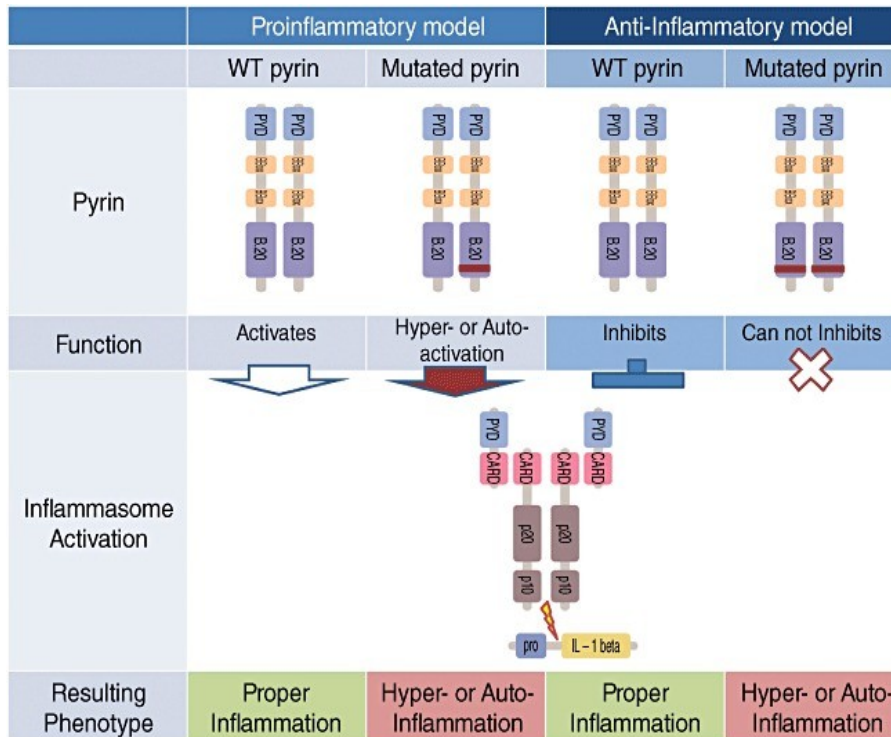 Proinflammatory model
Anti-Inflammatory model
WT pyrin
Mutated pyrin
WT pyrin
Mutated pyrin
Pyrin
PYD
PYD
PYD
PYD
PYD
PYD
PYD
PYD
B.20
B.20
B.20
B.20
B.20
B.20
B.20
B.20
Function
Activates
Hyper- or Auto-
activation
Inhibits
Can not Inhibits
Inflammasome
Activation
PYD
PYD
CARD
CARD
CARD
CARD
p20
p20
p10
p10
pro
IL – 1 beta
Resulting
Phenotype
Proper
Inflammation
Hyper- or Auto-
Inflammation
Proper
Inflammation
Hyper- or Auto-
Inflammation